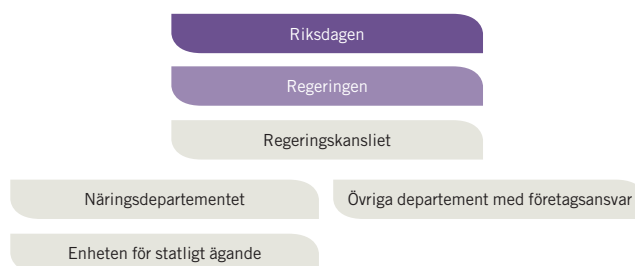 Riksdagen
Regeringen
Regeringskansliet
Näringsdepartementet
Övriga departement med företagsansvar
Enheten för statligt ägande